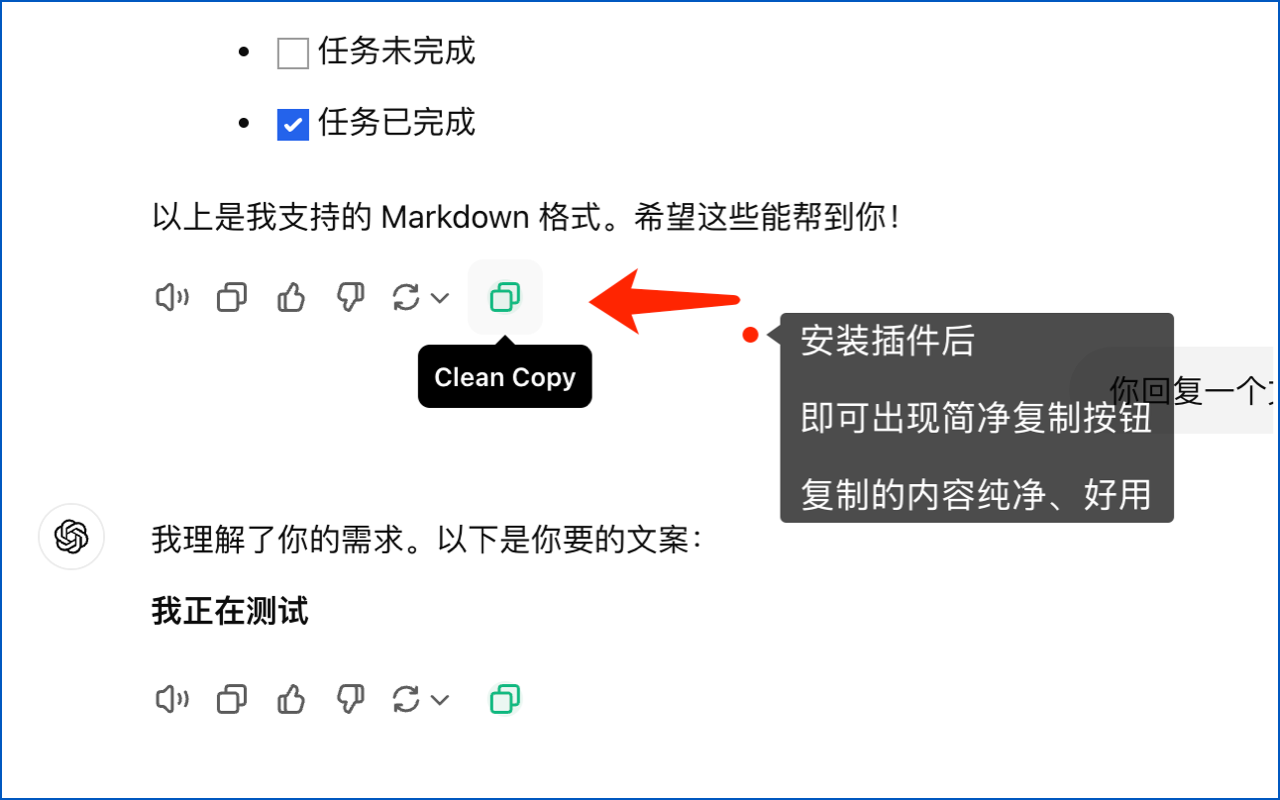 任务未完成
任务已完成
以上是我支持的 Markdown 格式。希望这些能帮到你！
Clean Copy
安装插件后
即可出现简净复制按钮
复制的内容纯净、好用
你回复一个
我理解了你的需求。以下是你要的文案：
我正在测试